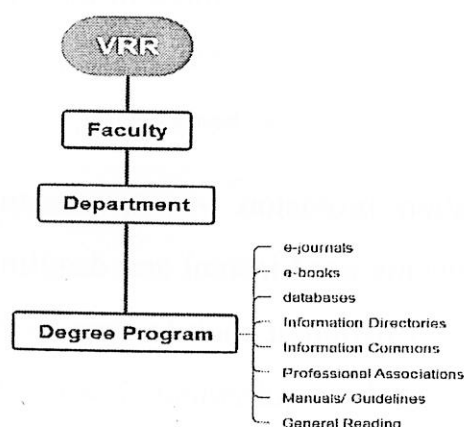 VRR
Faculty
Department
Degree Program
e-journals
e-books
databases
Information Directories
Information Commons
Professional Associations
Manuals/ Guidelines
General Reading